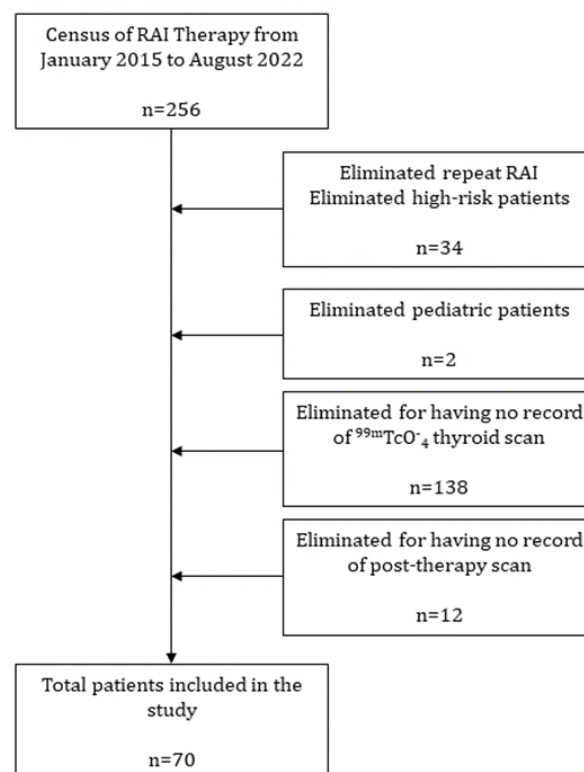 Census of RAI Therapy from
January 2015 to August 2022
n=256
Eliminated repeat RAI
Eliminated high-risk patients
n=34
Eliminated pediatric patients
n=2
Eliminated for having no record
of ⁹⁹ᵐTcO⁻₄ thyroid scan
n=138
Eliminated for having no record
of post-therapy scan
n=12
Total patients included in the
study
n=70